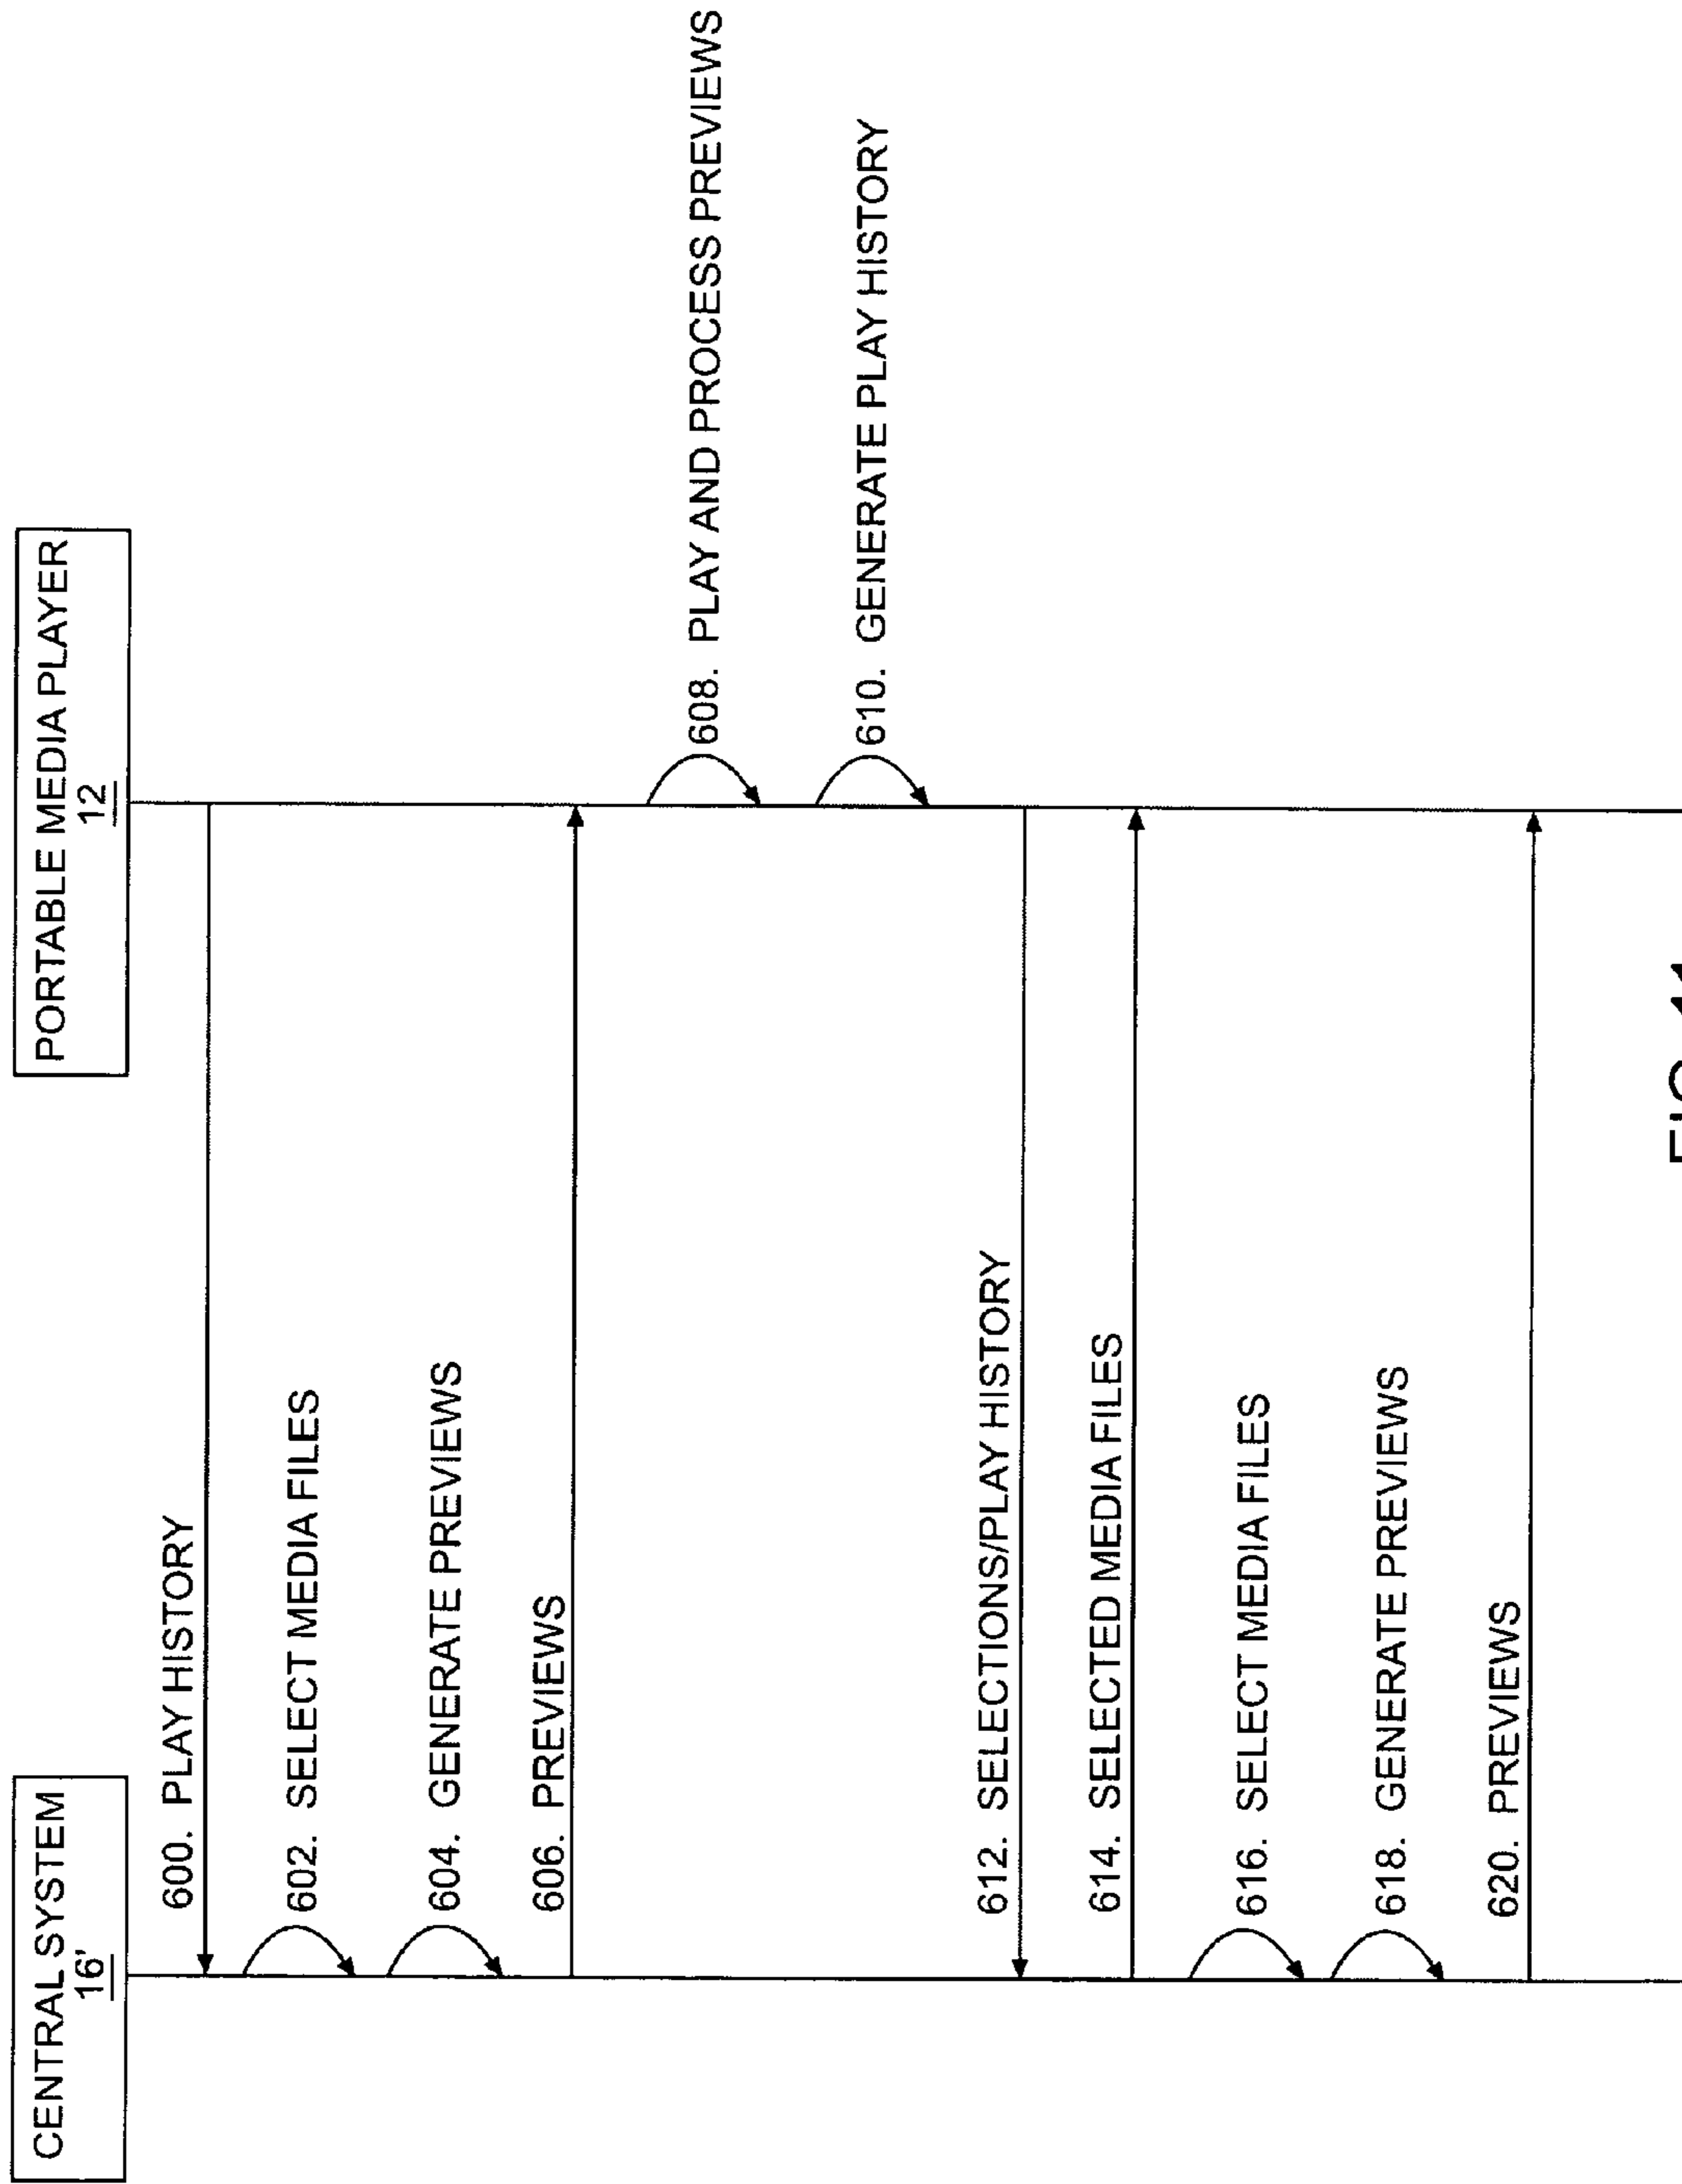 CENTRAL SYSTEM
16'
PORTABLE MEDIA PLAYER
12
600. PLAY HISTORY
602. SELECT MEDIA FILES
604. GENERATE PREVIEWS
606. PREVIEWS
608. PLAY AND PROCESS PREVIEWS
610. GENERATE PLAY HISTORY
612. SELECTIONS/PLAY HISTORY
614. SELECTED MEDIA FILES
616. SELECT MEDIA FILES
618. GENERATE PREVIEWS
620. PREVIEWS